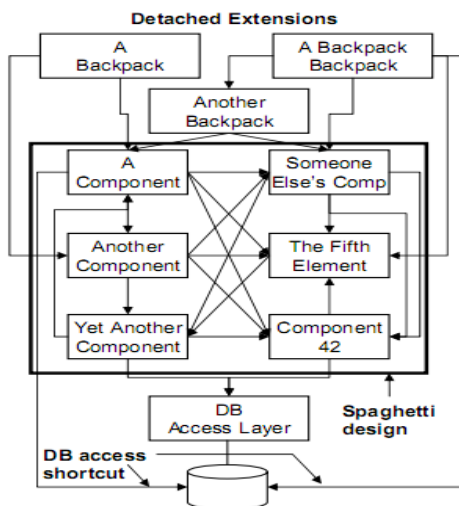 Detached Extensions
A
Backpack
A Backpack
Backpack
Another
Backpack
A
Component
Someone
Else's Comp
Another
Component
The Fifth
Element
Yet Another
Component
Component
42
DB
Access Layer
Spaghetti
design
DB access
shortcut